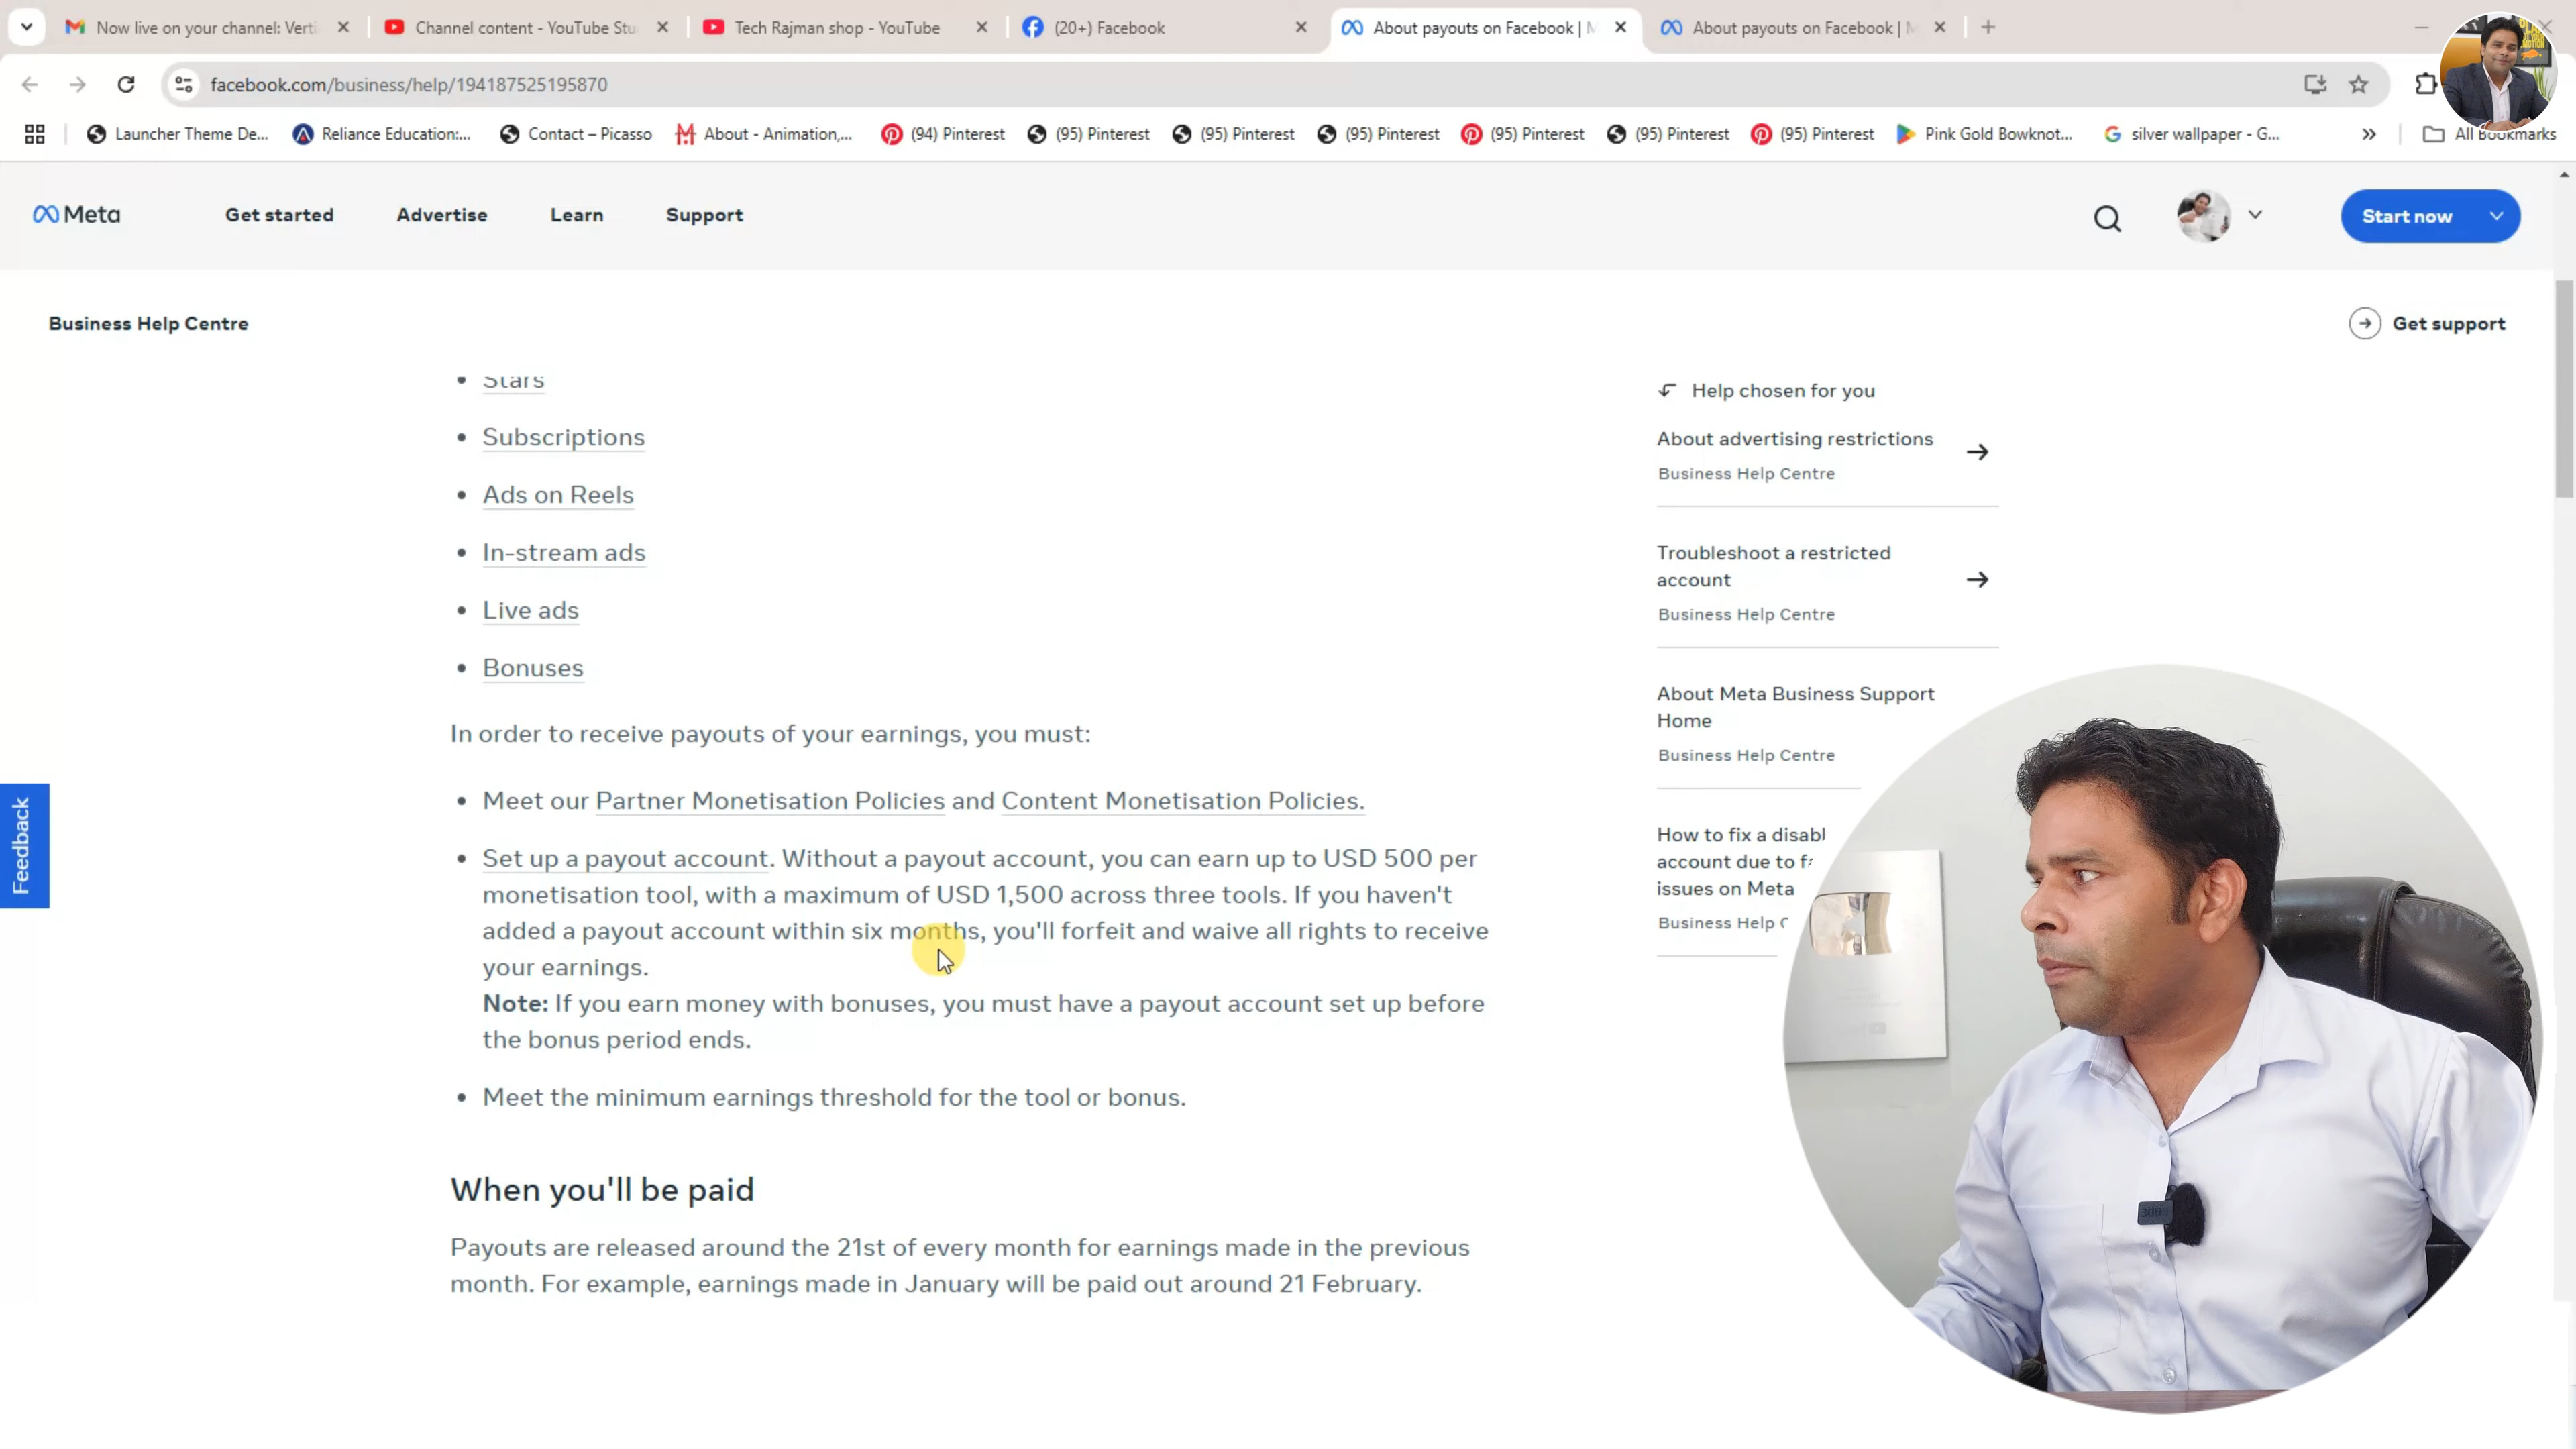 Now live on your channel: Verti
Channel content - YouTube Stu
Tech Rajman shop - YouTube
(20+) Facebook
About payouts on Facebook | M
About payouts on Facebook | M
facebook.com/business/help/194187525195870
Launcher Theme De...
Reliance Education:...
Contact – Picasso
About - Animation,...
(94) Pinterest
(95) Pinterest
(95) Pinterest
(95) Pinterest
(95) Pinterest
(95) Pinterest
(95) Pinterest
Pink Gold Bowknot...
silver wallpaper - G...
All Bookmarks
Meta
Get started
Advertise
Learn
Support
Start now
Business Help Centre
Get support
Stars
Subscriptions
Ads on Reels
In-stream ads
Live ads
Bonuses
In order to receive payouts of your earnings, you must:
Meet our Partner Monetisation Policies and Content Monetisation Policies.
Set up a payout account. Without a payout account, you can earn up to USD 500 per
monetisation tool, with a maximum of USD 1,500 across three tools. If you haven't
added a payout account within six months, you'll forfeit and waive all rights to receive
your earnings.
Note: If you earn money with bonuses, you must have a payout account set up before
the bonus period ends.
Meet the minimum earnings threshold for the tool or bonus.
When you'll be paid
Payouts are released around the 21st of every month for earnings made in the previous
month. For example, earnings made in January will be paid out around 21 February.
Help chosen for you
About advertising restrictions
Business Help Centre
Troubleshoot a restricted
account
Business Help Centre
About Meta Business Support
Home
Business Help Centre
How to fix a disabl
account due to
issues on Meta
Business Help
Feedback